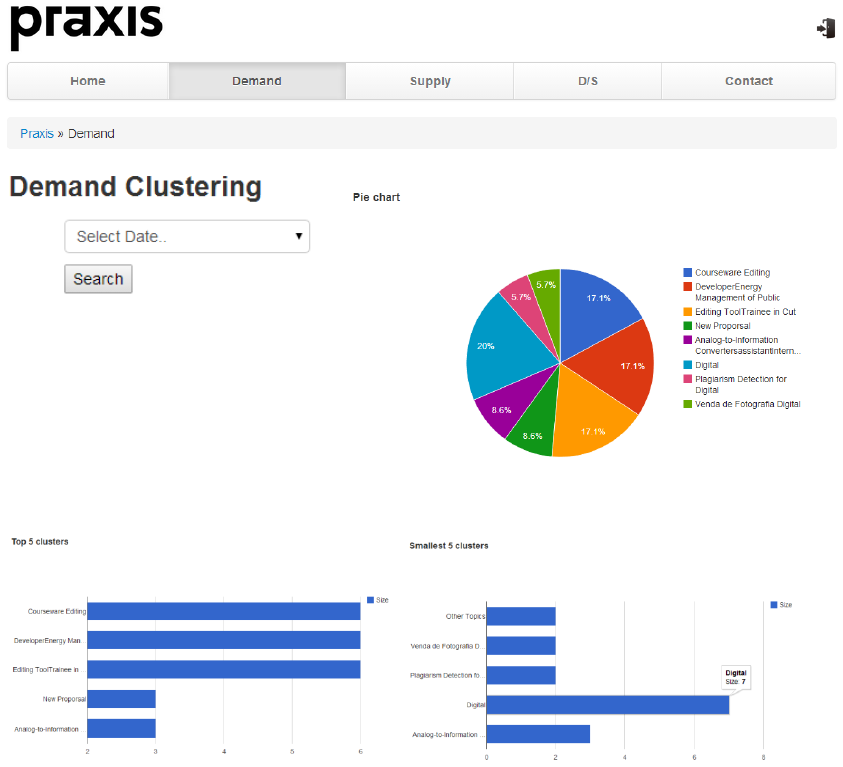 praxis
Home Demand Supply D/S Contact
Praxis » Demand
Demand Clustering
Select Date..
Search
Pie chart
17.1%
17.1%
17.1%
8.6%
8.6%
20%
5.7%
5.7%
Courseware Editing
DeveloperEnergy
Management of Public
Editing ToolTrainee in Cut
New Proporsal
Analog-to-Information
ConvertersassistantIntern...
Digital
Plagiarism Detection for
Digital
Venda de Fotografia Digital
Top 5 clusters
Size
Courseware Editing
DeveloperEnergy Man...
Editing ToolTrainee in ...
New Proporsal
Analog-to-Information ...
2 3 4 5 6
Smallest 5 clusters
Size
Other Topics
Venda de Fotografia D...
Plagiarism Detection fo...
Digital
Analog-to-Information ...
Digital
Size: 7
0 2 4 6 8